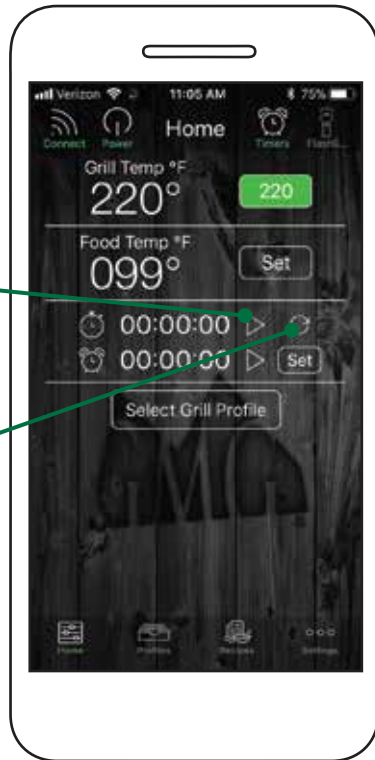 Verizon 11:05 AM 75%
Connect Power Home Timers
Grill Temp °F
220° 220
Food Temp °F
099° Set
00:00:00
00:00:00 Set
Select Grill Profile
GMG
Home Profiles Recipes Settings